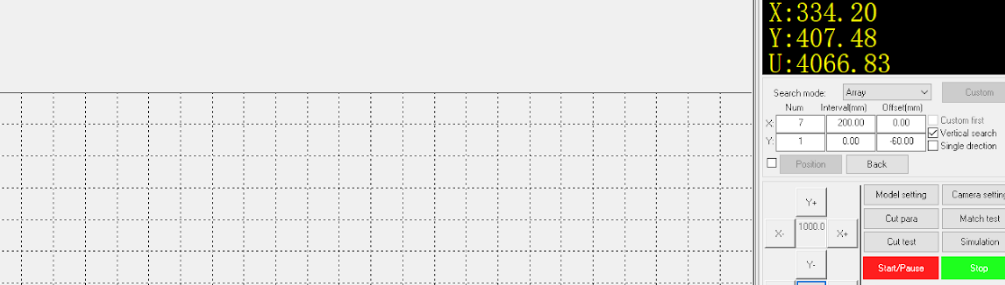 X:334.20
Y:407.48
U:4066.83
Search mode: Array Custom
Num Interval(mm) Offset(mm)
X: 7 200.00 0.00 Custom first
Y: 1 0.00 -60.00 Vertical search
Single drection
Position Back
Model setting Camera setting
Y+
Cut para Match test
X- 1000.0 X+
Cut test Simulation
Y- Start/Pause Stop